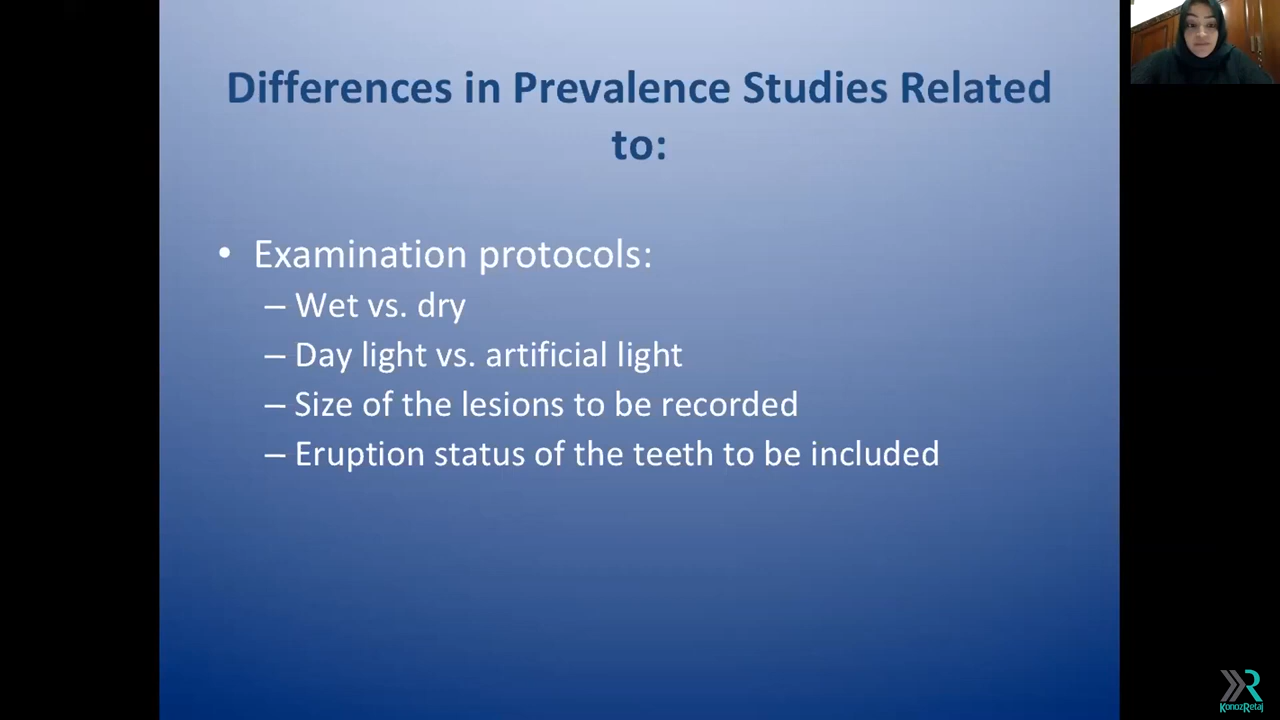 Differences in Prevalence Studies Related
to:
• Examination protocols:
– Wet vs. dry
– Day light vs. artificial light
– Size of the lesions to be recorded
– Eruption status of the teeth to be included
KonozRetaj